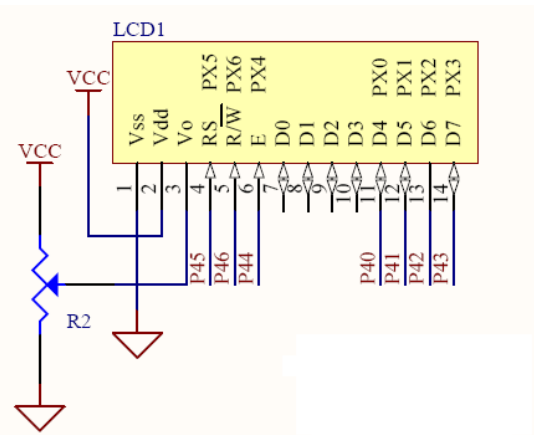 LCD1
VCC
VCC
PX5
PX6
PX4
PX0
PX1
PX2
PX3
Vss
Vdd
Vo
RS
R/W
E
D0
D1
D2
D3
D4
D5
D6
D7
1
2
3
4
5
6
7
8
9
10
11
12
13
14
P45
P46
P44
P40
P41
P42
P43
R2